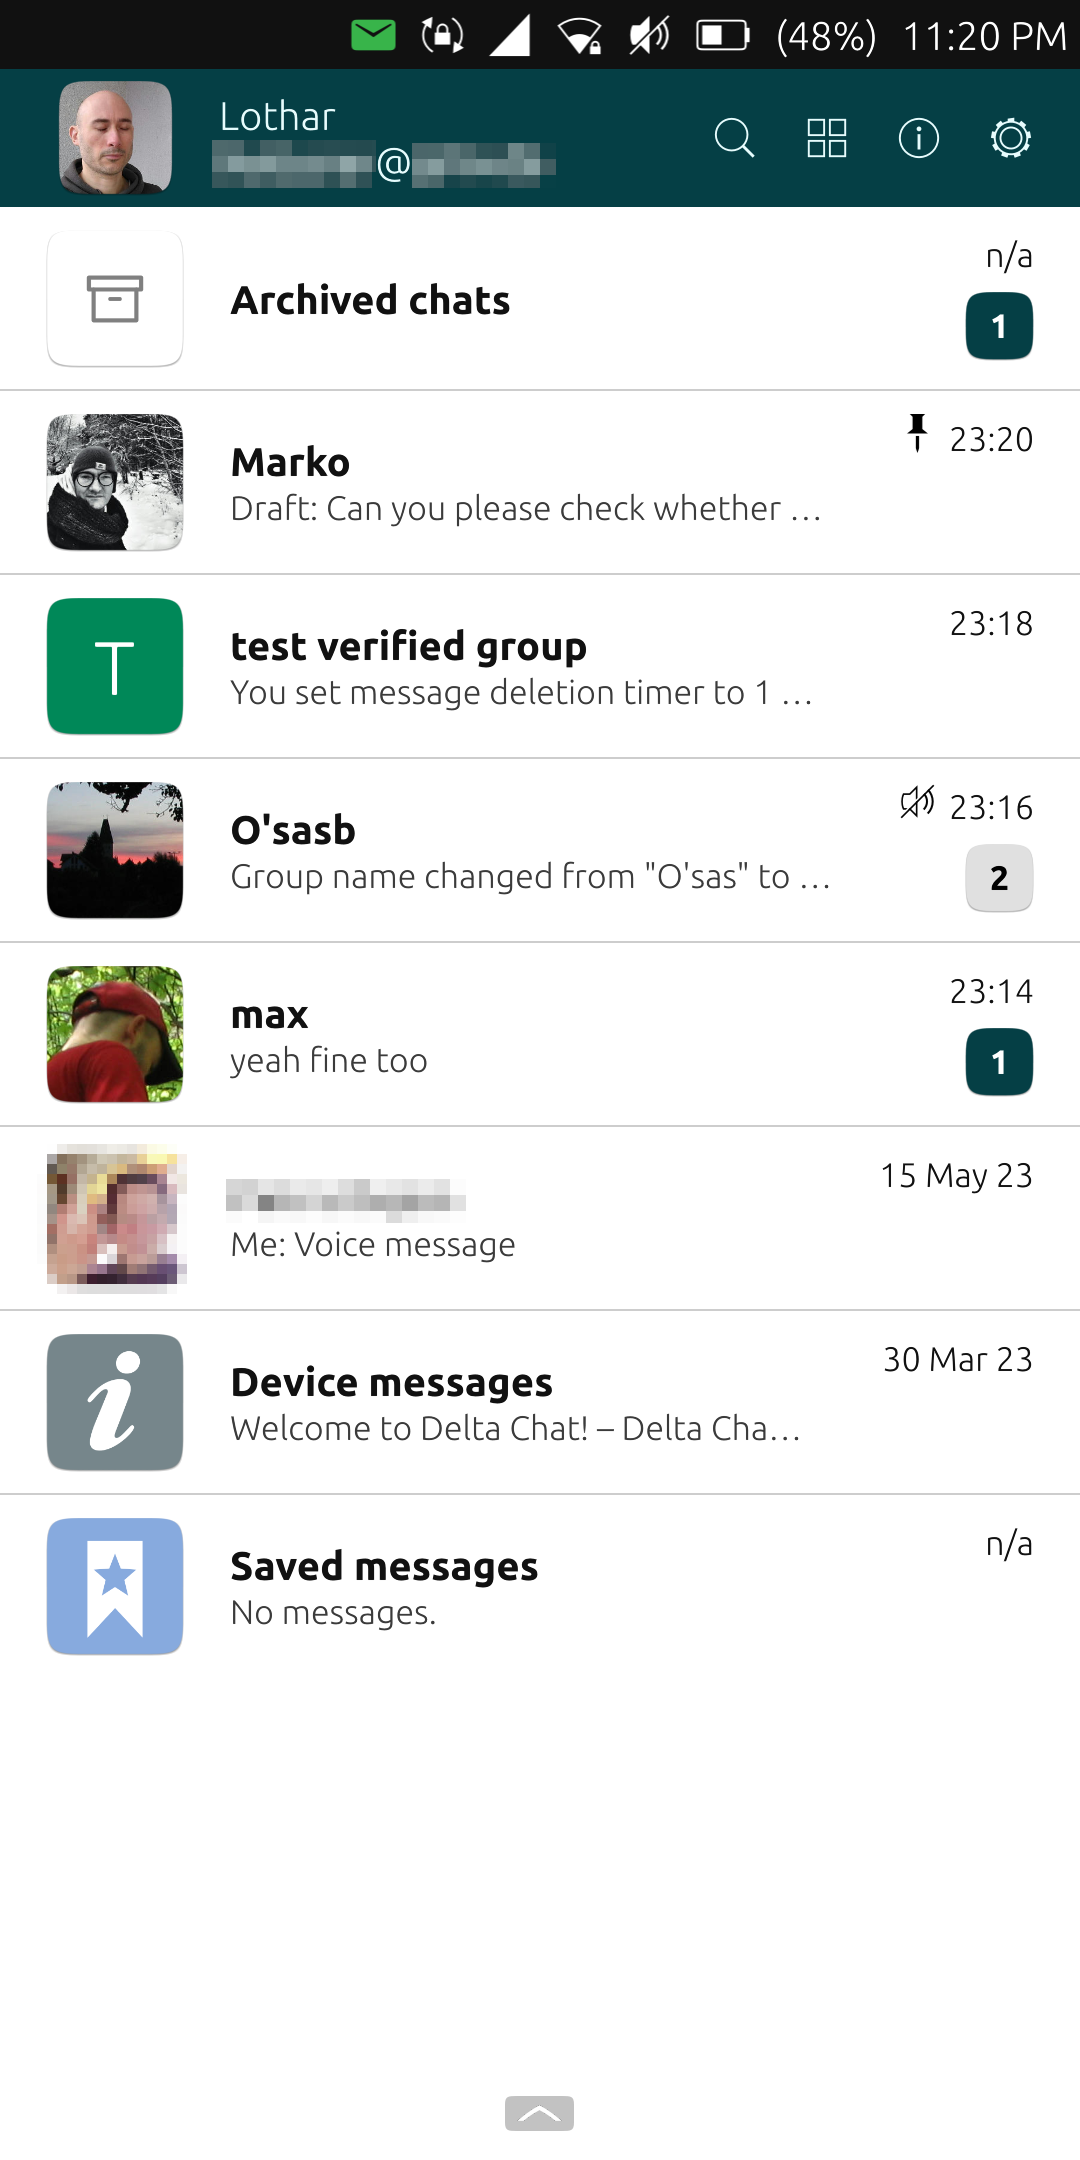 (48%) 11:20 PM
Lothar
@
Archived chats
n/a
1
Marko
23:20
Draft: Can you please check whether …
test verified group
23:18
You set message deletion timer to 1 …
O'sasb
23:16
Group name changed from "O'sas" to …
2
max
23:14
yeah fine too
1
15 May 23
Me: Voice message
Device messages
30 Mar 23
Welcome to Delta Chat! – Delta Cha…
Saved messages
n/a
No messages.
T